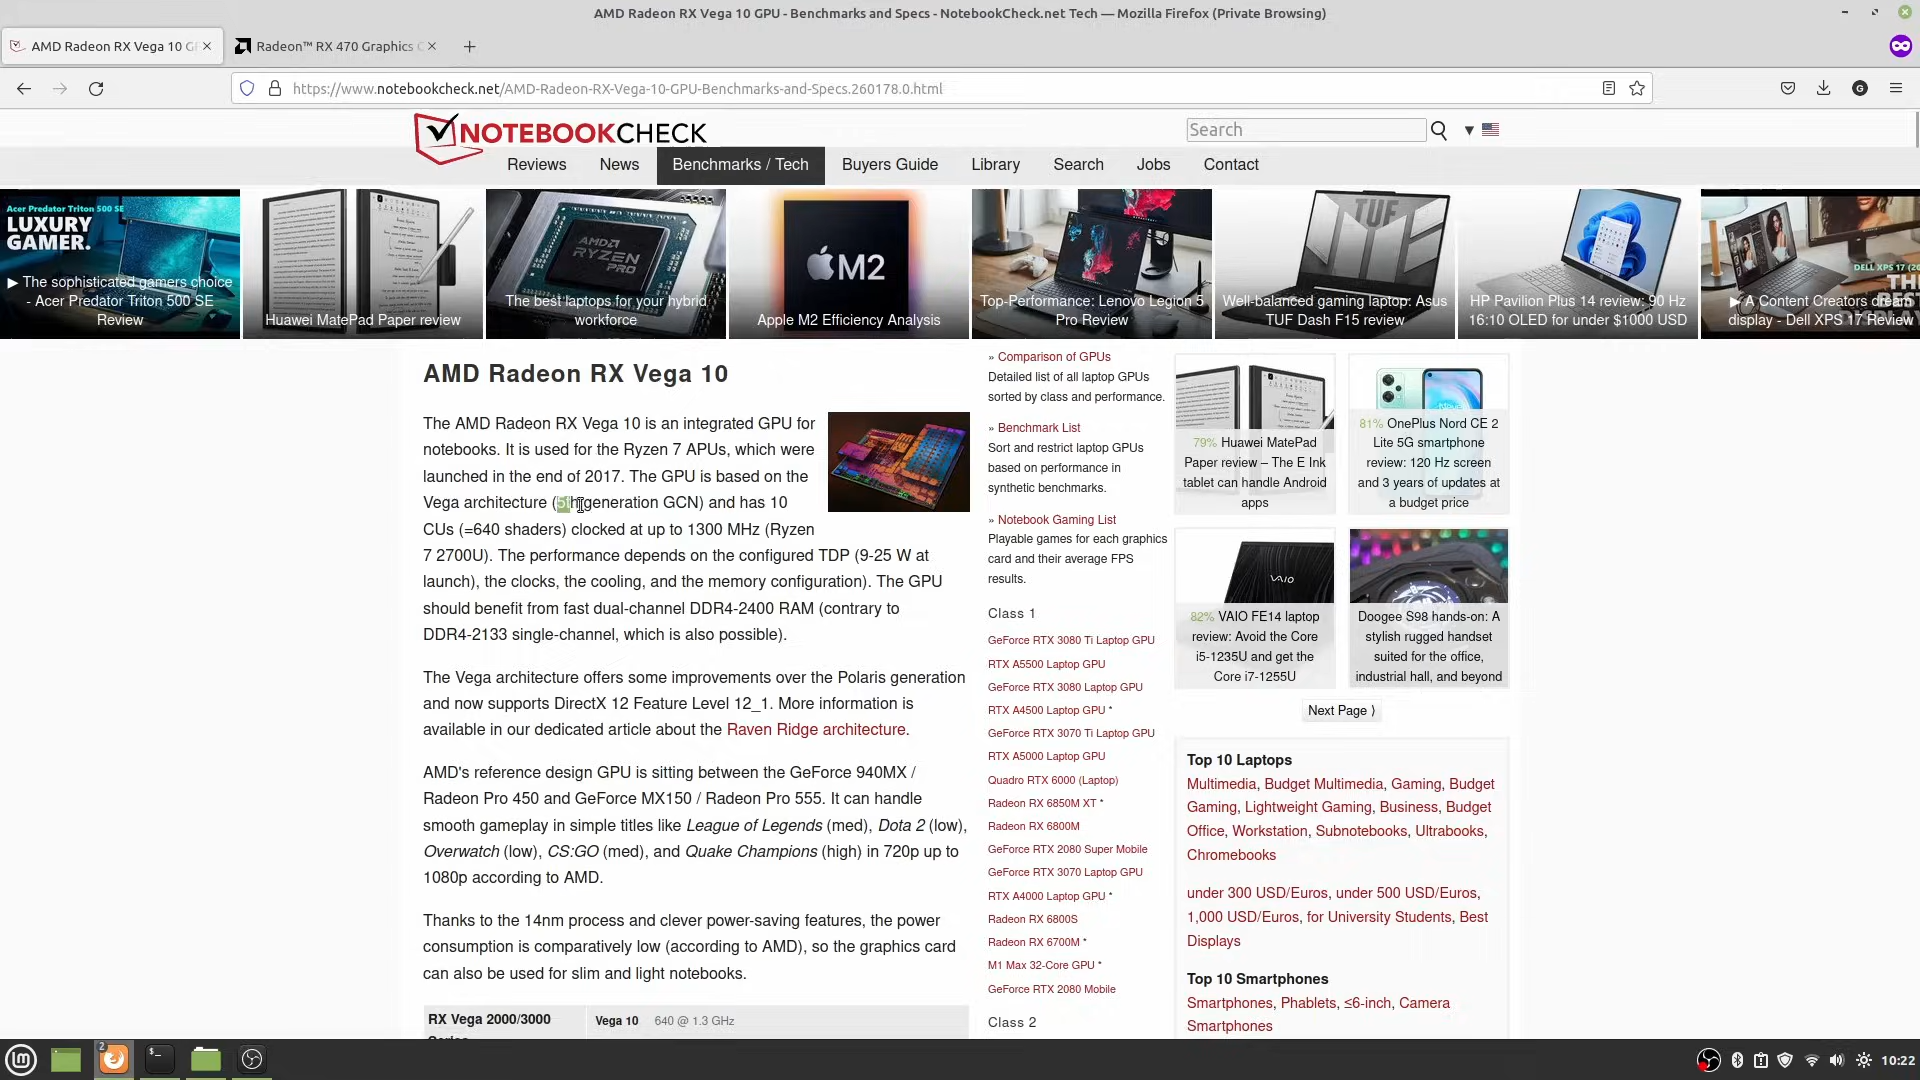 AMD Radeon RX Vega 10 GPU - Benchmarks and Specs - NotebookCheck.net Tech — Mozilla Firefox (Private Browsing)
AMD Radeon RX Vega 10 G
Radeon™ RX 470 Graphics C
https://www.notebookcheck.net/AMD-Radeon-RX-Vega-10-GPU-Benchmarks-and-Specs.260178.0.html
G
NOTEBOOKCHECK
Search
Reviews
News
Benchmarks / Tech
Buyers Guide
Library
Search
Jobs
Contact
Acer Predator Triton 500 SE
LUXURY
GAMER.
▶ The sophisticated gamers choice
- Acer Predator Triton 500 SE
Review
Huawei MatePad Paper review
AMD
RYZEN
PRO
The best laptops for your hybrid
workforce
M2
Apple M2 Efficiency Analysis
Top-Performance: Lenovo Legion 5
Pro Review
TUF
Well-balanced gaming laptop: Asus
TUF Dash F15 review
HP Pavilion Plus 14 review: 90 Hz
16:10 OLED for under $1000 USD
DELL XPS 17 (20
THE
▶ A Content Creators dream
display - Dell XPS 17 Review
AMD Radeon RX Vega 10
The AMD Radeon RX Vega 10 is an integrated GPU for
notebooks. It is used for the Ryzen 7 APUs, which were
launched in the end of 2017. The GPU is based on the
Vega architecture (5th generation GCN) and has 10
CUs (=640 shaders) clocked at up to 1300 MHz (Ryzen
7 2700U). The performance depends on the configured TDP (9-25 W at
launch), the clocks, the cooling, and the memory configuration). The GPU
should benefit from fast dual-channel DDR4-2400 RAM (contrary to
DDR4-2133 single-channel, which is also possible).
The Vega architecture offers some improvements over the Polaris generation
and now supports DirectX 12 Feature Level 12_1. More information is
available in our dedicated article about the Raven Ridge architecture.
AMD's reference design GPU is sitting between the GeForce 940MX /
Radeon Pro 450 and GeForce MX150 / Radeon Pro 555. It can handle
smooth gameplay in simple titles like League of Legends (med), Dota 2 (low),
Overwatch (low), CS:GO (med), and Quake Champions (high) in 720p up to
1080p according to AMD.
Thanks to the 14nm process and clever power-saving features, the power
consumption is comparatively low (according to AMD), so the graphics card
can also be used for slim and light notebooks.
RX Vega 2000/3000
Vega 10 640 @ 1.3 GHz
» Comparison of GPUs
Detailed list of all laptop GPUs
sorted by class and performance.
» Benchmark List
Sort and restrict laptop GPUs
based on performance in
synthetic benchmarks.
» Notebook Gaming List
Playable games for each graphics
card and their average FPS
results.
Class 1
GeForce RTX 3080 Ti Laptop GPU
RTX A5500 Laptop GPU
GeForce RTX 3080 Laptop GPU
RTX A4500 Laptop GPU *
GeForce RTX 3070 Ti Laptop GPU
RTX A5000 Laptop GPU
Quadro RTX 6000 (Laptop)
Radeon RX 6850M XT *
Radeon RX 6800M
GeForce RTX 2080 Super Mobile
GeForce RTX 3070 Laptop GPU
RTX A4000 Laptop GPU *
Radeon RX 6800S
Radeon RX 6700M *
M1 Max 32-Core GPU *
GeForce RTX 2080 Mobile
Class 2
79% Huawei MatePad
Paper review – The E Ink
tablet can handle Android
apps
81% OnePlus Nord CE 2
Lite 5G smartphone
review: 120 Hz screen
and 3 years of updates at
a budget price
VAIO
82% VAIO FE14 laptop
review: Avoid the Core
i5-1235U and get the
Core i7-1255U
Doogee S98 hands-on: A
stylish rugged handset
suited for the office,
industrial hall, and beyond
Next Page ⟩
Top 10 Laptops
Multimedia, Budget Multimedia, Gaming, Budget
Gaming, Lightweight Gaming, Business, Budget
Office, Workstation, Subnotebooks, Ultrabooks,
Chromebooks
under 300 USD/Euros, under 500 USD/Euros,
1,000 USD/Euros, for University Students, Best
Displays
Top 10 Smartphones
Smartphones, Phablets, ≤6-inch, Camera
Smartphones
2
10:22